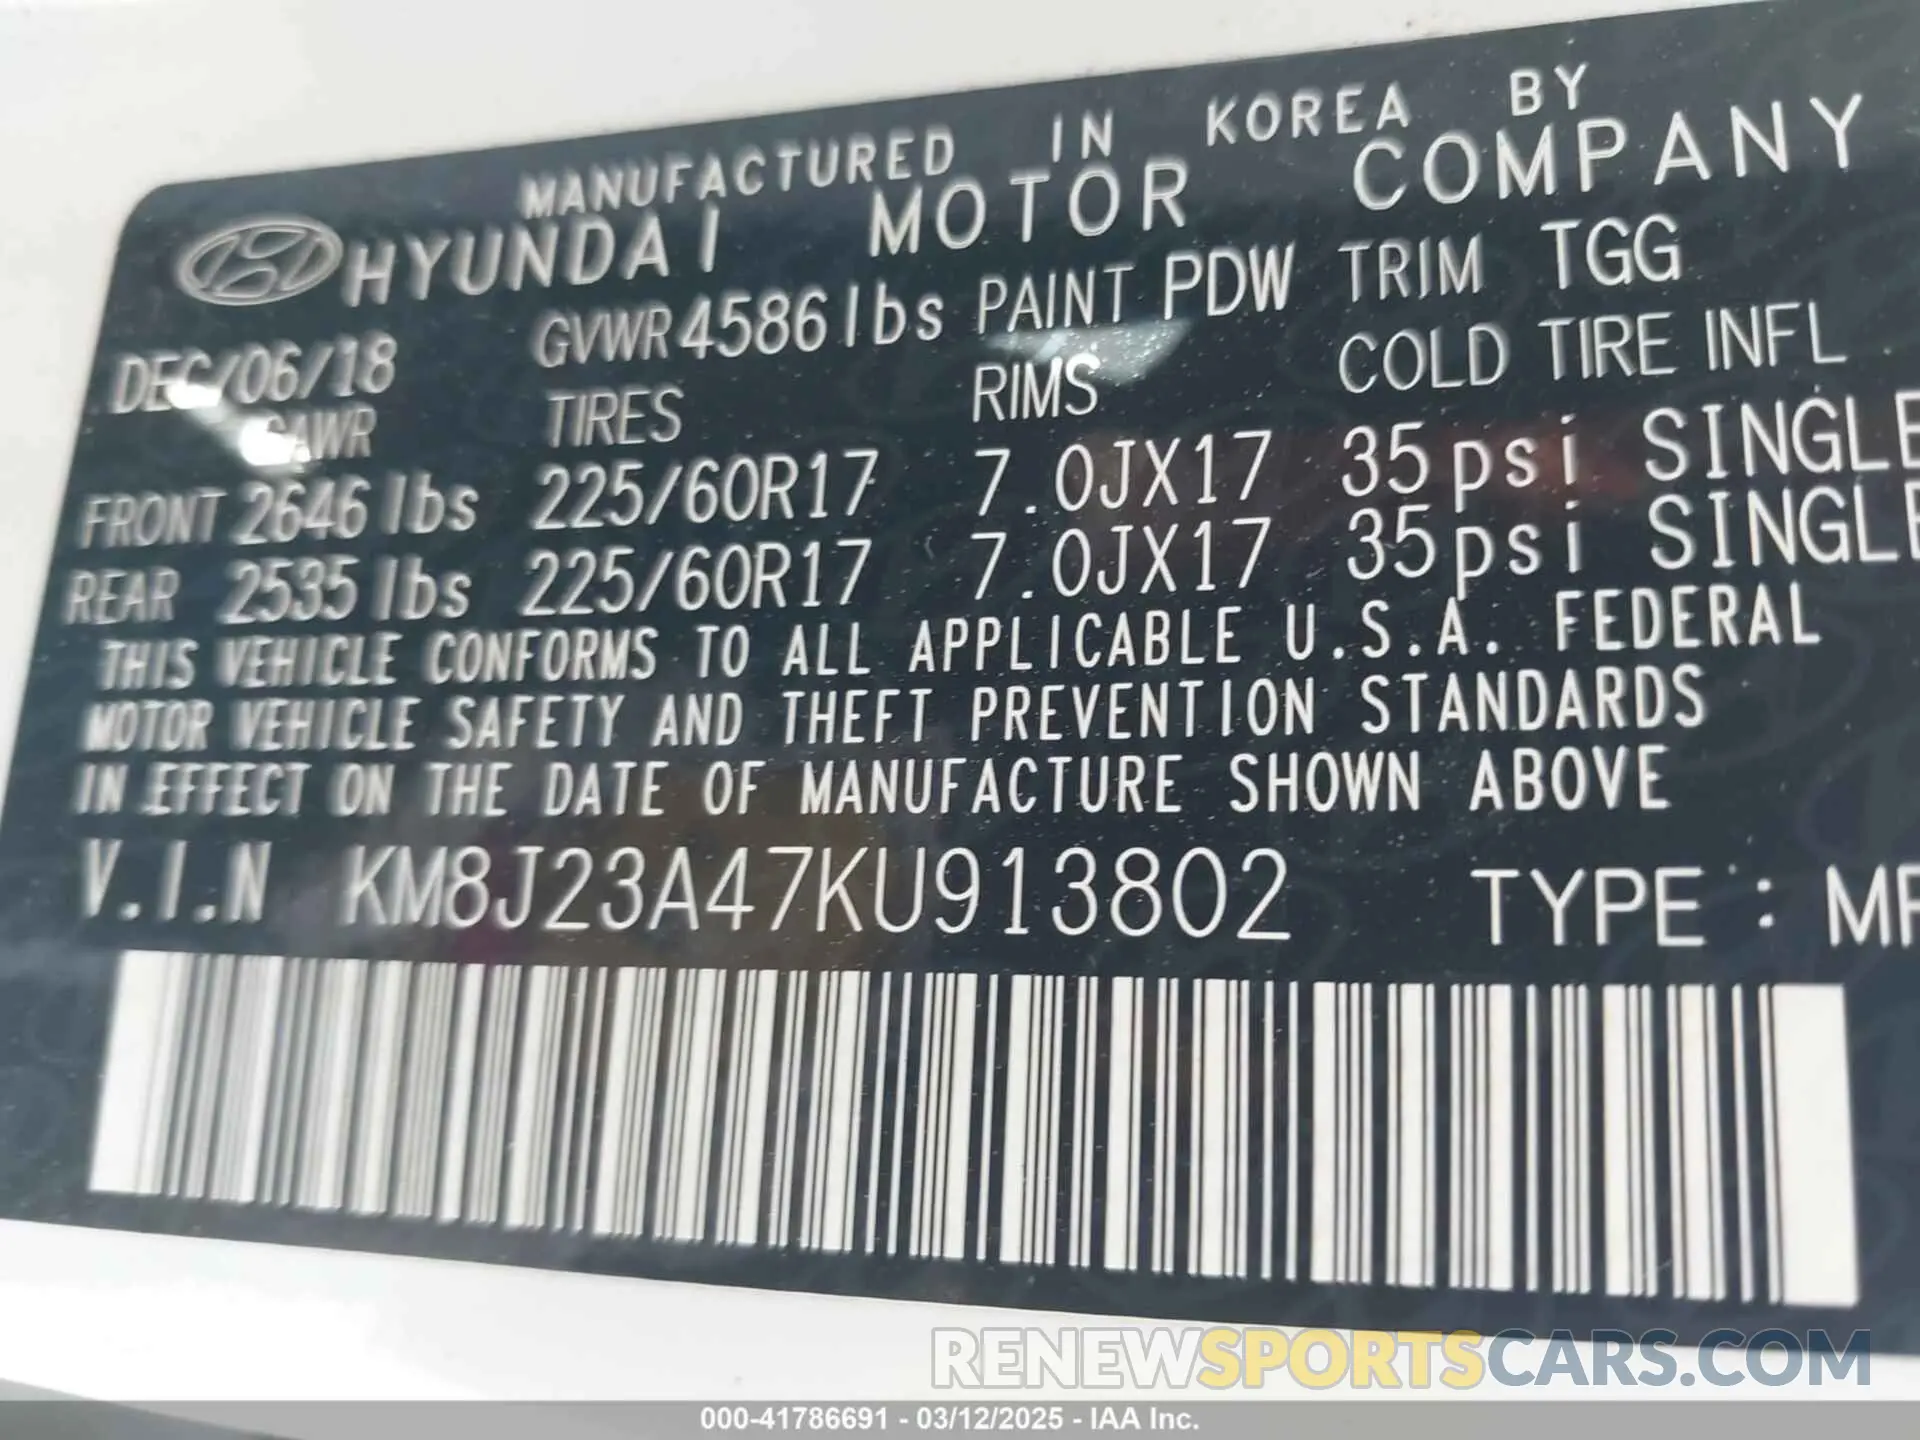 MANUFACTURED IN KOREA BY
HYUNDAI MOTOR COMPANY
DEC/06/18 GVWR 4586 lbs PAINT PDW TRIM TGG
GAWR TIRES RIMS COLD TIRE INFL
FRONT 2646 lbs 225/60R17 7.0JX17 35psi SINGLE
REAR 2535 lbs 225/60R17 7.0JX17 35psi SINGLE
THIS VEHICLE CONFORMS TO ALL APPLICABLE U.S.A. FEDERAL
MOTOR VEHICLE SAFETY AND THEFT PREVENTION STANDARDS
IN EFFECT ON THE DATE OF MANUFACTURE SHOWN ABOVE
V.I.N KM8J23A47KU913802 TYPE : 
RENEWSPORTSCARS.COM
000-41786691 - 03/12/2025 - IAA Inc.